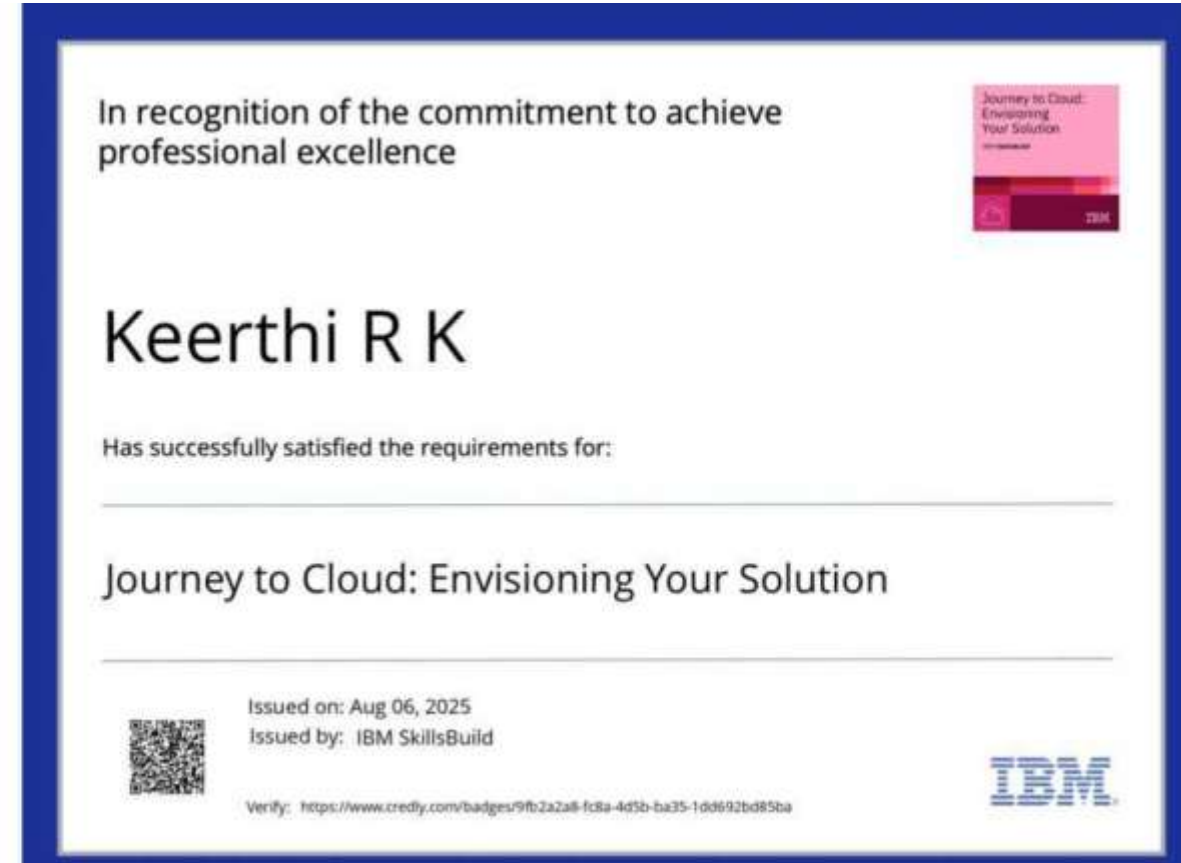 In recognition of the commitment to achieve
professional excellence
Journey to Cloud:
Envisioning
Your Solution
IBM
Keerthi R K
Has successfully satisfied the requirements for:
Journey to Cloud: Envisioning Your Solution
Issued on: Aug 06, 2025
Issued by: IBM SkillsBuild
Verify: https://www.credly.com/badges/9fb2a2a8-fc8a-4d5b-ba35-1dd692bd85ba
IBM